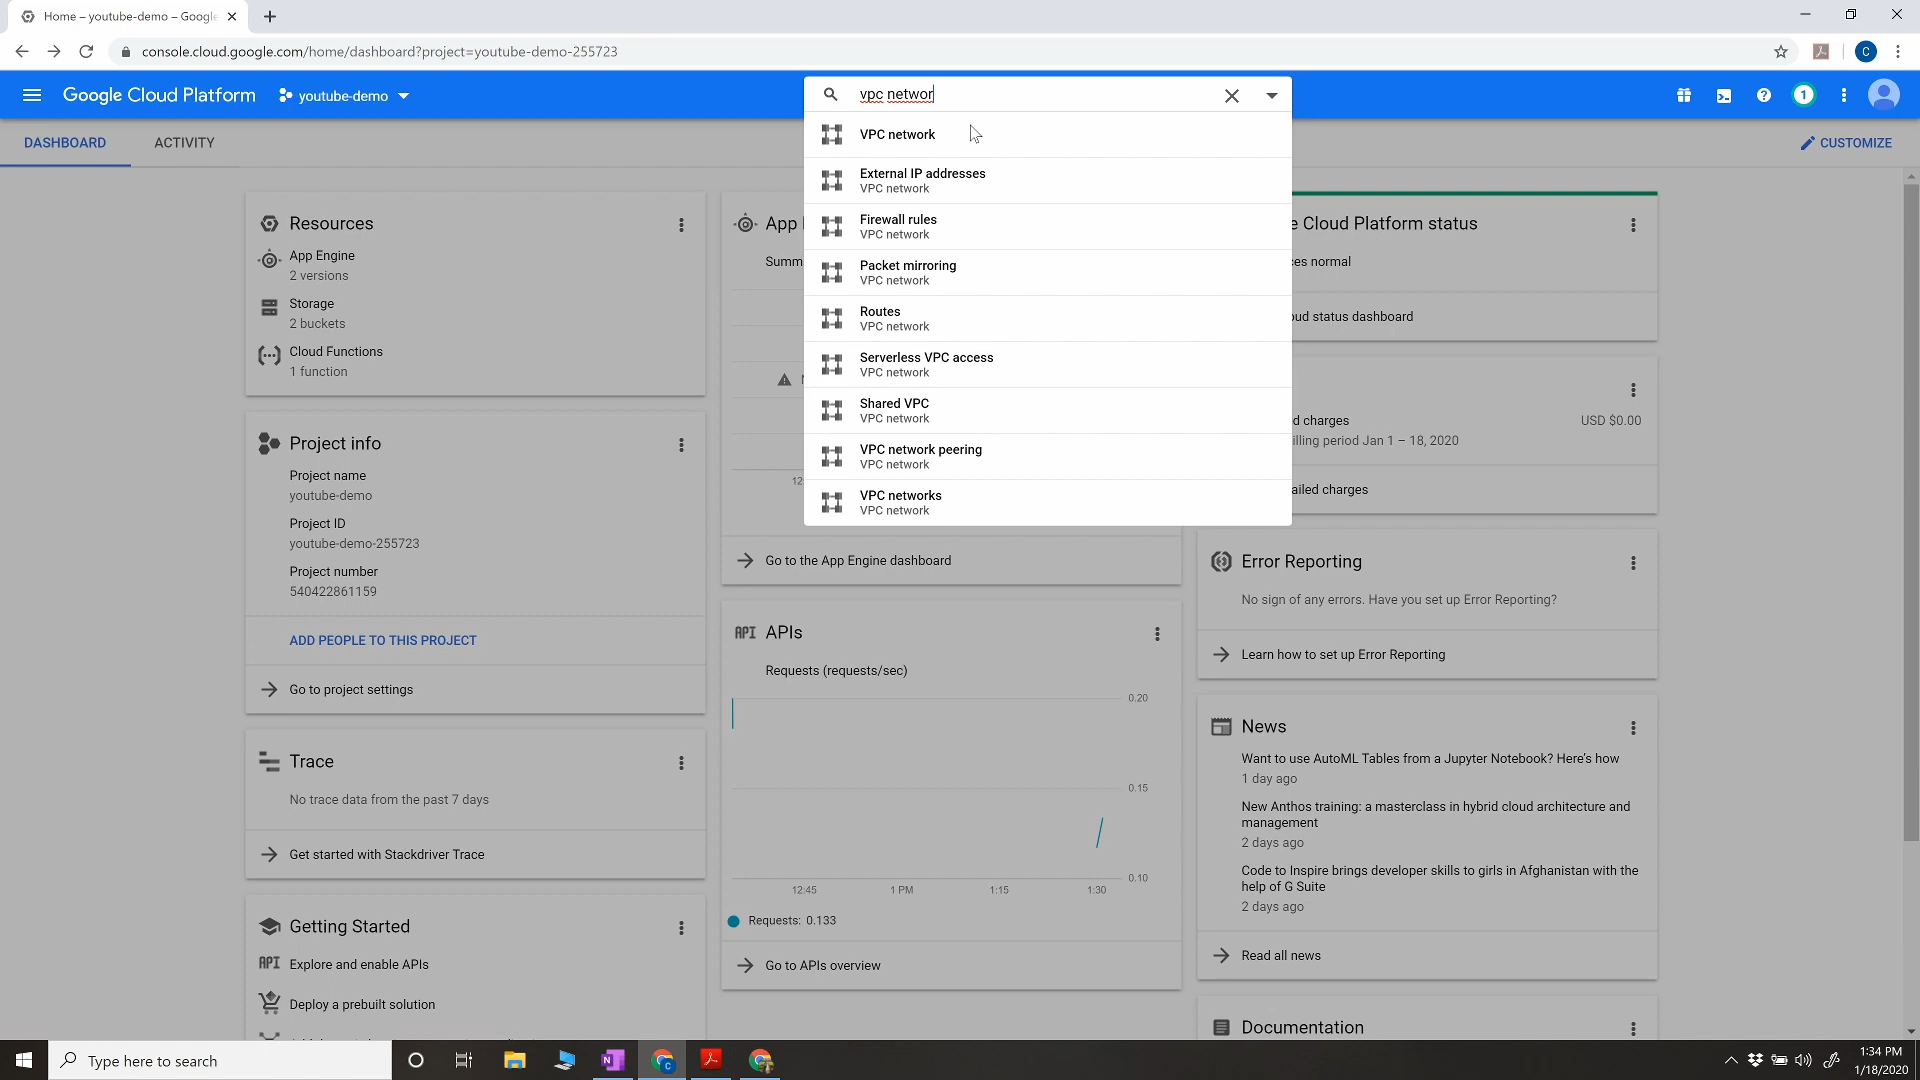 Home – youtube-demo – Google
console.cloud.google.com/home/dashboard?project=youtube-demo-255723
C
Google Cloud Platform
youtube-demo
vpc networ
1
DASHBOARD
ACTIVITY
CUSTOMIZE
VPC network
External IP addresses
VPC network
Firewall rules
VPC network
Packet mirroring
VPC network
Routes
VPC network
Serverless VPC access
VPC network
Shared VPC
VPC network
VPC network peering
VPC network
VPC networks
VPC network
Resources
App Engine
2 versions
Storage
2 buckets
Cloud Functions
1 function
Project info
Project name
youtube-demo
Project ID
youtube-demo-255723
Project number
540422861159
ADD PEOPLE TO THIS PROJECT
Go to project settings
Trace
No trace data from the past 7 days
Get started with Stackdriver Trace
Getting Started
API Explore and enable APIs
Deploy a prebuilt solution
App
Summ
12:
Go to the App Engine dashboard
API APIs
Requests (requests/sec)
0.20
0.15
0.10
12:45
1 PM
1:15
1:30
Requests: 0.133
Go to APIs overview
e Cloud Platform status
ces normal
oud status dashboard
d charges
USD $0.00
illing period Jan 1 – 18, 2020
ailed charges
Error Reporting
No sign of any errors. Have you set up Error Reporting?
Learn how to set up Error Reporting
News
Want to use AutoML Tables from a Jupyter Notebook? Here's how
1 day ago
New Anthos training: a masterclass in hybrid cloud architecture and
management
2 days ago
Code to Inspire brings developer skills to girls in Afghanistan with the
help of G Suite
2 days ago
Read all news
Documentation
Type here to search
1:34 PM
1/18/2020